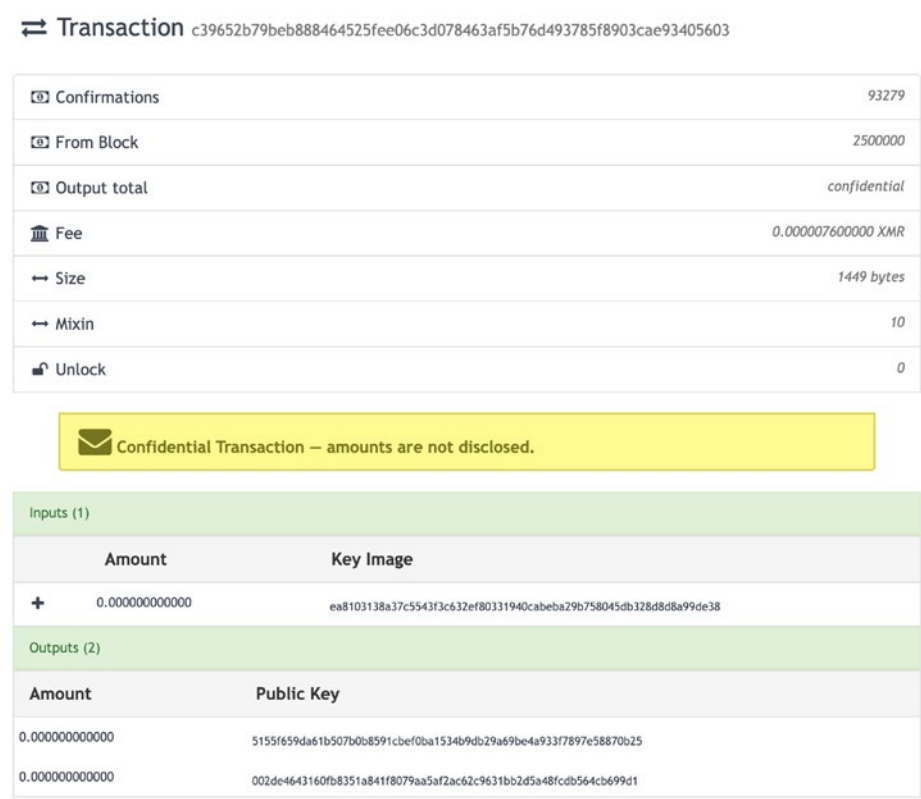 Transaction c39652b79beb888464525fee06c3d078463af5b76d493785f8903cae93405603
Confirmations 93279
From Block 2500000
Output total confidential
Fee 0.000007600000 XMR
Size 1449 bytes
Mixin 10
Unlock 0
Confidential Transaction — amounts are not disclosed.
Inputs (1)
Amount Key Image
0.000000000000 ea8103138a37c5543f3c632ef80331940cabeba29b758045db328d8d8a99de38
Outputs (2)
Amount Public Key
0.000000000000 5155f659da61b507b0b8591cbef0ba1534b9db29a69be4a933f7897e58870b25
0.000000000000 002de4643160fb8351a841f8079aa5af2ac62c9631bb2d5a48fcdb564cb699d1